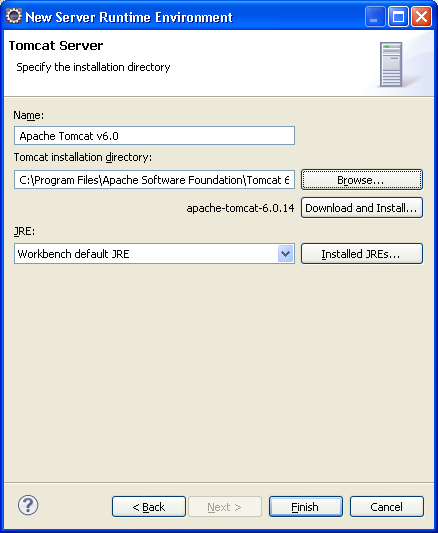 New Server Runtime Environment
Tomcat Server
Specify the installation directory
Name:
Apache Tomcat v6.0
Tomcat installation directory:
C:\Program Files\Apache Software Foundation\Tomcat 6
Browse...
apache-tomcat-6.0.14
Download and Install...
JRE:
Workbench default JRE
Installed JREs...
?
< Back
Next >
Finish
Cancel